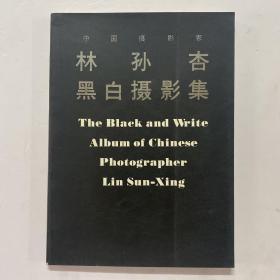 中国摄影家
林孙杏
黑白摄影集
The Black and Write
Album of Chinese
Photographer
Lin Sun-Xing